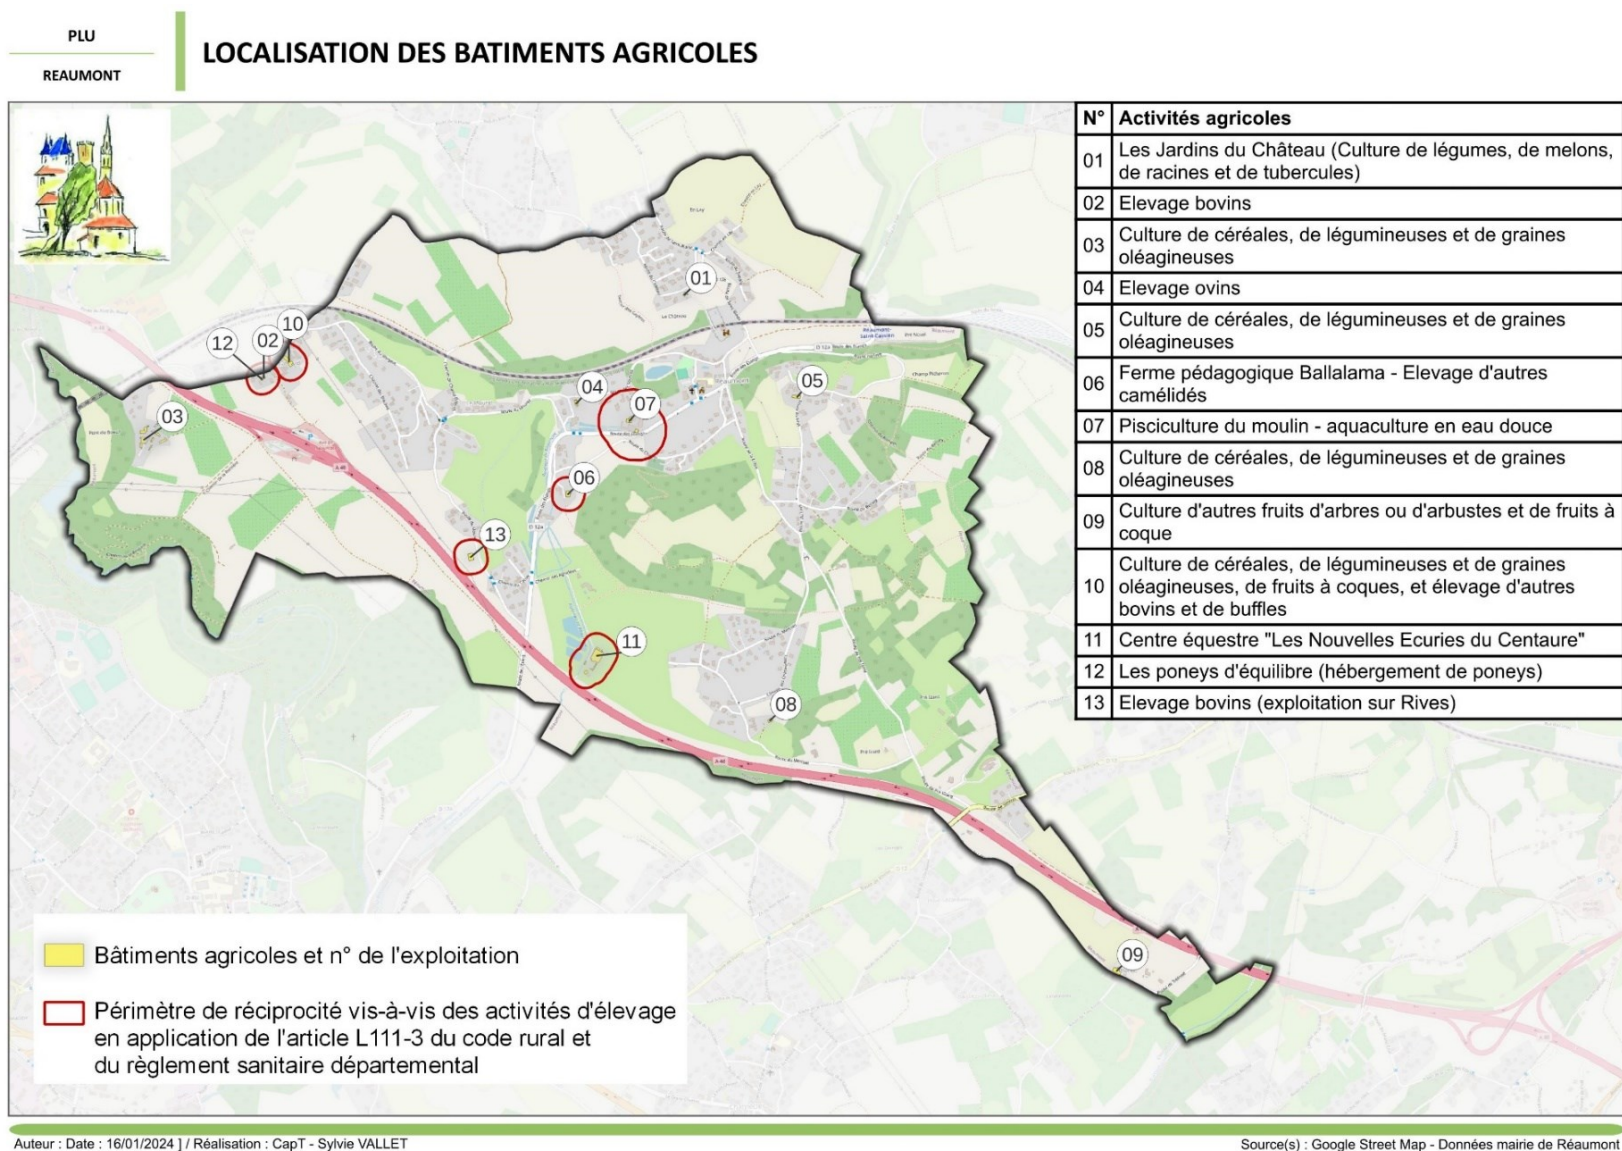 PLU
REAUMONT
LOCALISATION DES BATIMENTS AGRICOLES
N° Activités agricoles
01 Les Jardins du Château (Culture de légumes, de melons,
de racines et de tubercules)
02 Elevage bovins
03 Culture de céréales, de légumineuses et de graines
oléagineuses
04 Elevage ovins
05 Culture de céréales, de légumineuses et de graines
oléagineuses
06 Ferme pédagogique Ballalama - Elevage d'autres
camélidés
07 Pisciculture du moulin - aquaculture en eau douce
08 Culture de céréales, de légumineuses et de graines
oléagineuses
09 Culture d'autres fruits d'arbres ou d'arbustes et de fruits à
coque
10 Culture de céréales, de légumineuses et de graines
oléagineuses, de fruits à coques, et élevage d'autres
bovins et de buffles
11 Centre équestre "Les Nouvelles Ecuries du Centaure"
12 Les poneys d'équilibre (hébergement de poneys)
13 Elevage bovins (exploitation sur Rives)
01
10
02
12
04
05
07
03
06
13
11
08
09
A 48
A 48
Bâtiments agricoles et n° de l'exploitation
Périmètre de réciprocité vis-à-vis des activités d'élevage
en application de l'article L111-3 du code rural et
du règlement sanitaire départemental
Auteur : Date : 16/01/2024 ] / Réalisation : CapT - Sylvie VALLET
Source(s) : Google Street Map - Données mairie de Réaumont